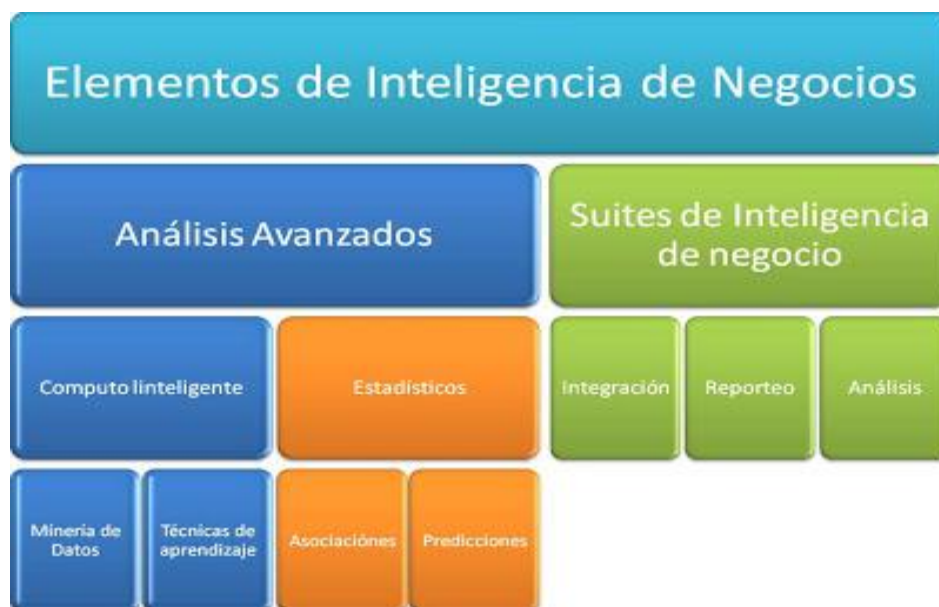 Elementos de Inteligencia de Negocios
Análisis Avanzados
Suites de Inteligencia
de negocio
Computo Iinteligente
Estadísticos
Integración
Reporteo
Análisis
Mineria de
Datos
Técnicas de
aprendizaje
Asociaciónes
Predicciones